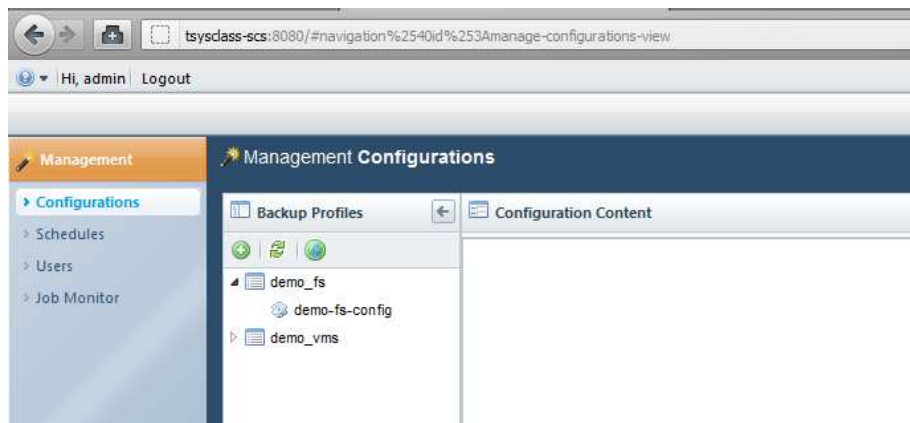 tsysclass-scs:8080/#navigation%2540id%253Amanage-configurations-view
Hi, admin Logout
Management
Management Configurations
Configurations
Schedules
Users
Job Monitor
Backup Profiles
Configuration Content
demo_fs
demo-fs-config
demo_vms